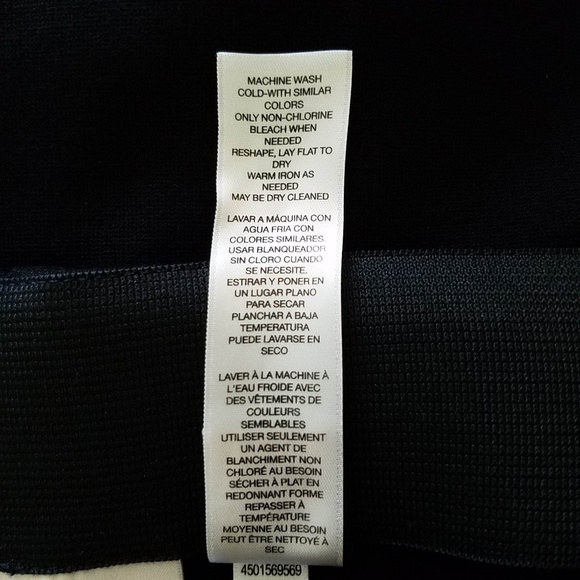 MACHINE WASH
COLD-WITH SIMILAR
COLORS
ONLY NON-CHLORINE
BLEACH WHEN
NEEDED
RESHAPE, LAY FLAT TO
DRY
WARM IRON AS
NEEDED
MAY BE DRY CLEANED
LAVAR A MÁQUINA CON
AGUA FRIA CON
COLORES SIMILARES.
USAR BLANQUEADOR
SIN CLORO CUANDO
SE NECESITE.
ESTIRAR Y PONER EN
UN LUGAR PLANO
PARA SECAR
PLANCHAR A BAJA
TEMPERATURA
PUEDE LAVARSE EN
SECO
LAVER À LA MACHINE À
L'EAU FROIDE AVEC
DES VÊTEMENTS DE
COULEURS
SEMBLABLES
UTILISER SEULEMENT
UN AGENT DE
BLANCHIMENT NON
CHLORÉ AU BESOIN
SÉCHER À PLAT EN
REDONNANT FORME
REPASSER À
TEMPÉRATURE
MOYENNE AU BESOIN
PEUT ÊTRE NETTOYÉ À
SEC
4501569569